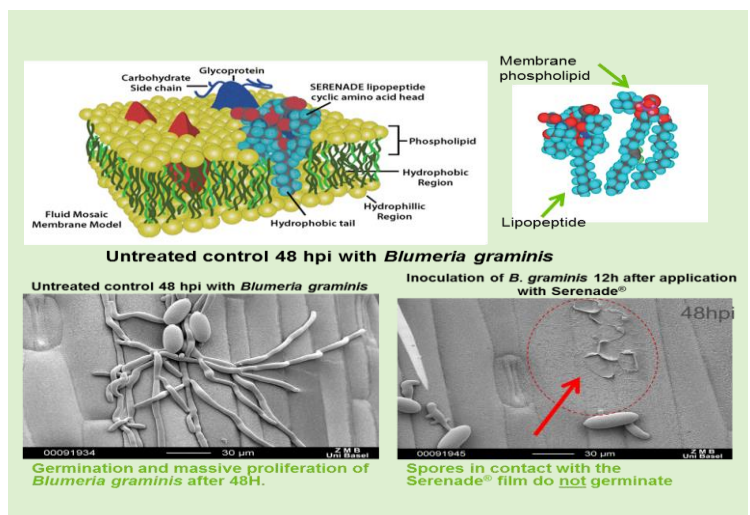 Carbohydrate
Side chain
Glycoprotein
SERENADE lipopeptide
cyclic amino acid head
Phospholipid
Hydrophobic
Region
Hydrophillic
Region
Hydrophobic tail
Fluid Mosaic
Membrane Model
Membrane
phospholipid
Lipopeptide
Untreated control 48 hpi with Blumeria graminis
Untreated control 48 hpi with Blumeria graminis
00091934
30 µm
Z M B
Uni Basel
Germination and massive proliferation of
Blumeria graminis after 48H.
Inoculation of B. graminis 12h after application
with Serenade®
48hpi
00091945
30 µm
Z M B
Uni Basel
Spores in contact with the
Serenade® film do not germinate